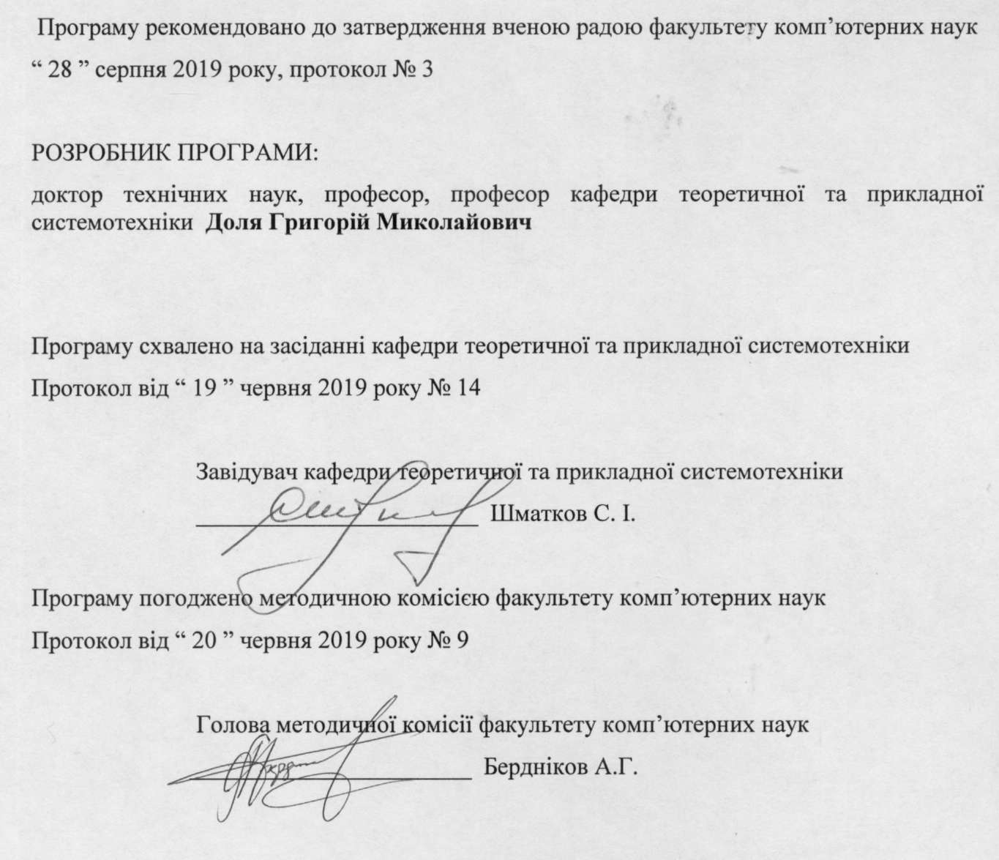 Програму рекомендовано до затвердження вченою радою факультету комп’ютерних наук
“ 28 ” серпня 2019 року, протокол № 3
РОЗРОБНИК ПРОГРАМИ:
доктор технічних наук, професор, професор кафедри теоретичної та прикладної
системотехніки Доля Григорій Миколайович
Програму схвалено на засіданні кафедри теоретичної та прикладної системотехніки
Протокол від “ 19 ” червня 2019 року № 14
Завідувач кафедри теоретичної та прикладної системотехніки
Шматков С. І.
Програму погоджено методичною комісією факультету комп’ютерних наук
Протокол від “ 20 ” червня 2019 року № 9
Голова методичної комісії факультету комп’ютерних наук
Бердніков А.Г.